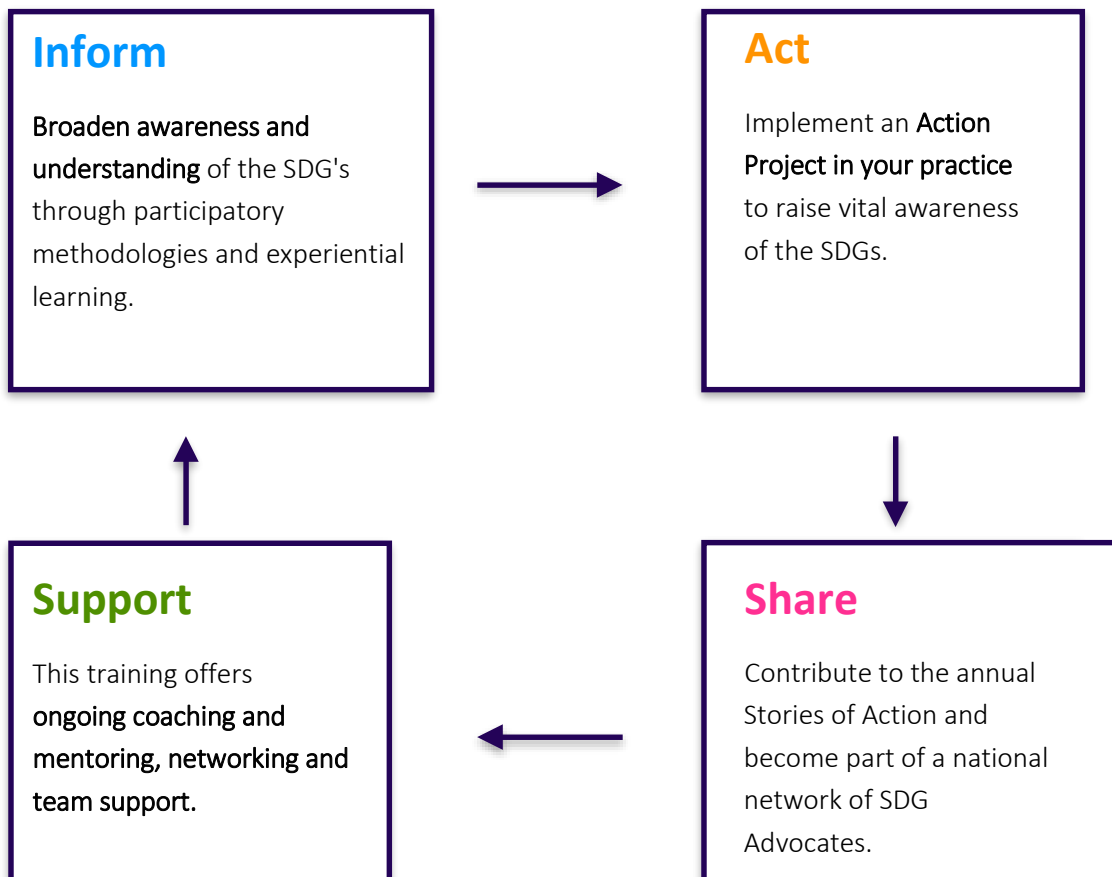 Inform
Broaden awareness and
understanding of the SDG's
through participatory
methodologies and experiential
learning.
Act
Implement an Action
Project in your practice
to raise vital awareness
of the SDGs.
Support
This training offers
ongoing coaching and
mentoring, networking and
team support.
Share
Contribute to the annual
Stories of Action and
become part of a national
network of SDG
Advocates.